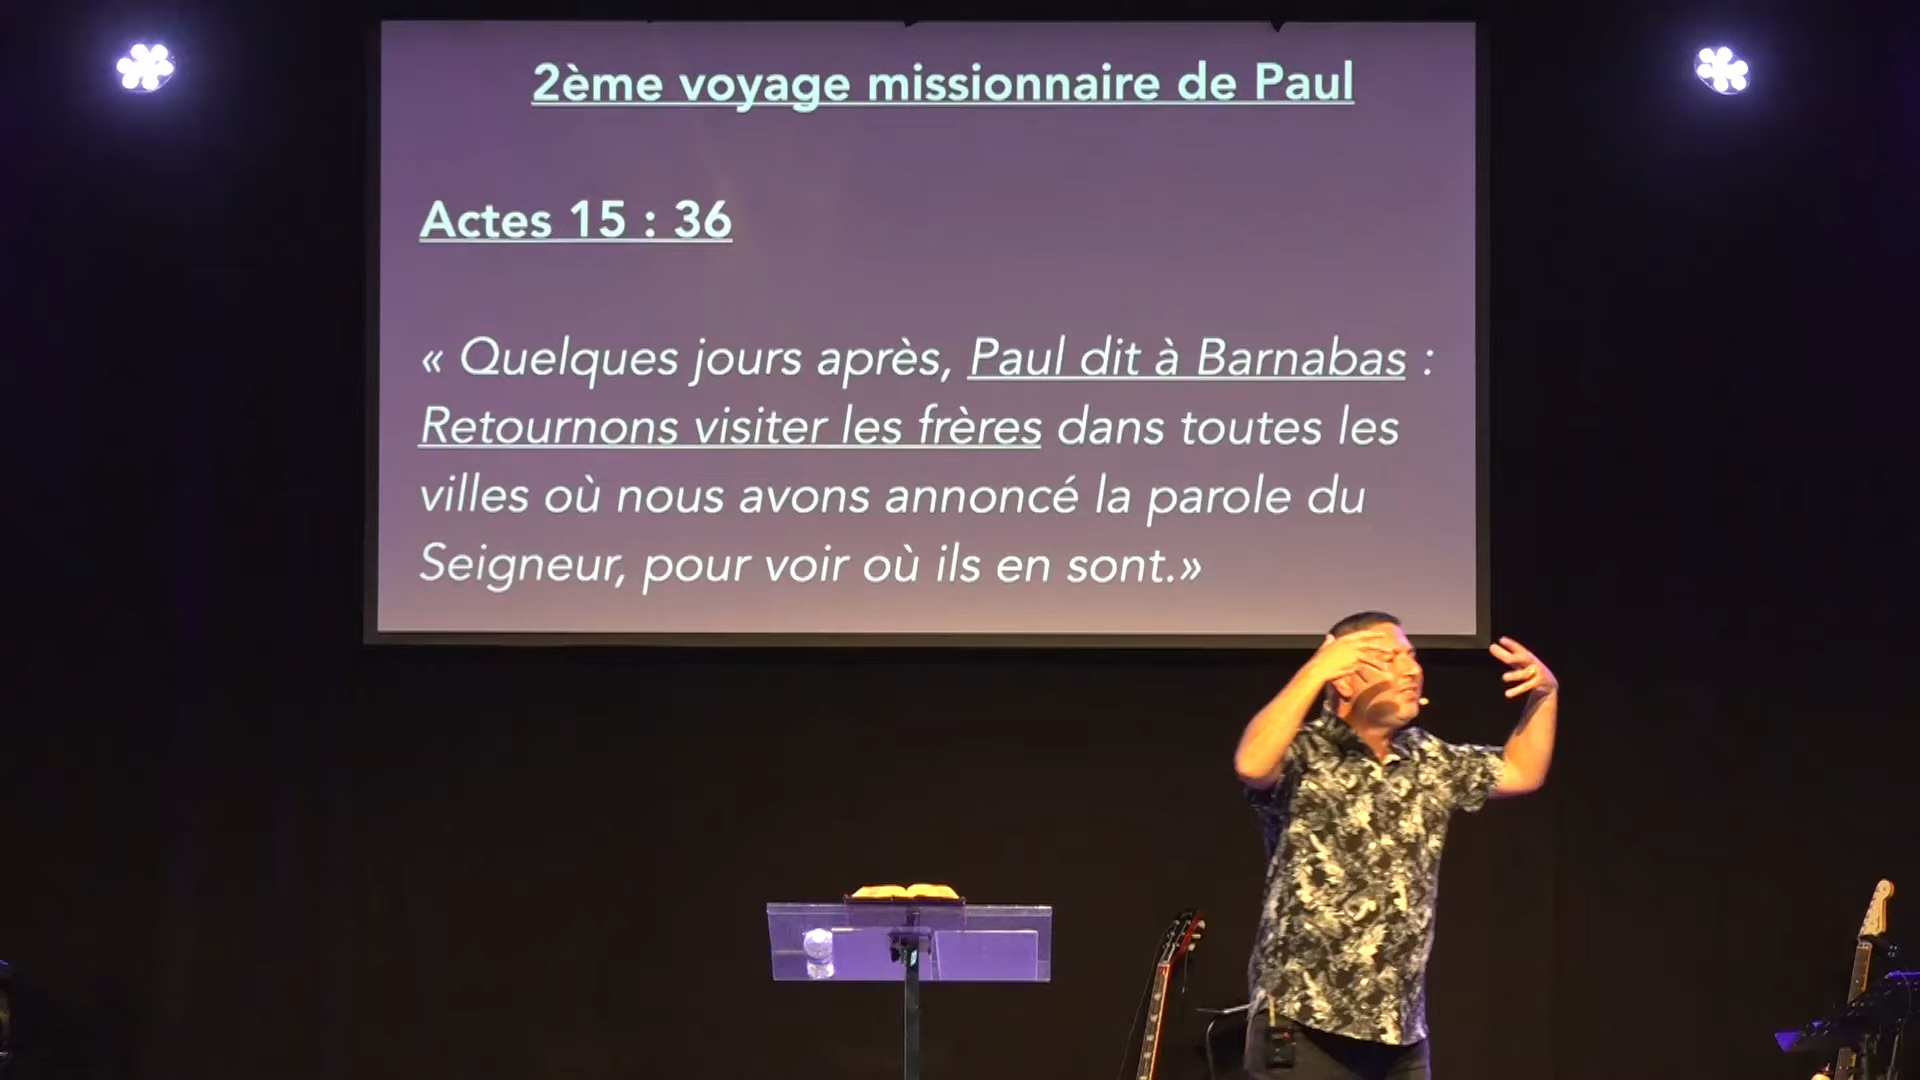 2ème voyage missionnaire de Paul
Actes 15 : 36
« Quelques jours après, Paul dit à Barnabas :
Retournons visiter les frères dans toutes les
villes où nous avons annoncé la parole du
Seigneur, pour voir où ils en sont.»